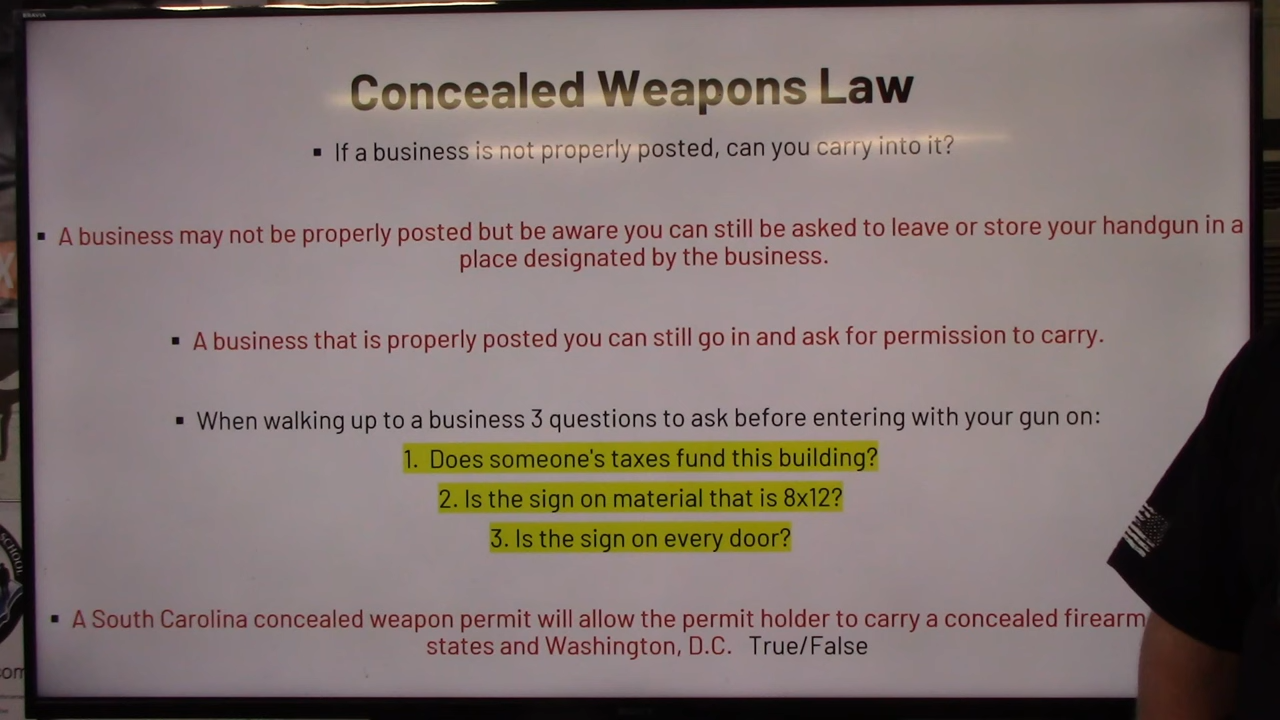 BRAVIA
Concealed Weapons Law
▪ If a business is not properly posted, can you carry into it?
▪ A business may not be properly posted but be aware you can still be asked to leave or store your handgun in a
place designated by the business.
▪ A business that is properly posted you can still go in and ask for permission to carry.
▪ When walking up to a business 3 questions to ask before entering with your gun on:
1. Does someone's taxes fund this building?
2. Is the sign on material that is 8x12?
3. Is the sign on every door?
▪ A South Carolina concealed weapon permit will allow the permit holder to carry a concealed firearm
states and Washington, D.C. True/False
SCHOOL
com